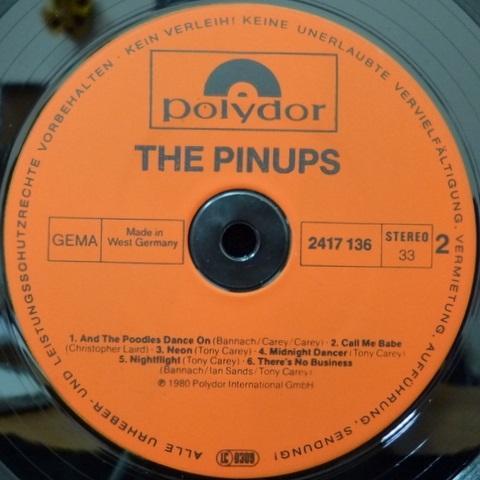 ALLE URHEBER- UND LEISTUNGSSCHUTZRECHTE VORBEHALTEN · KEIN VERLEIH! KEINE UNERLAUBTE VERVIELFÄLTIGUNG, VERMIETUNG, AUFFÜHRUNG, SENDUNG!
polydor
THE PINUPS
GEMA
Made in
West Germany
2417 136
STEREO
33
2
1. And The Poodles Dance On (Bannach/Carey/Carey) · 2. Call Me Babe
(Christopher Laird) · 3. Neon (Tony Carey) · 4. Midnight Dancer (Tony Carey)
5. Nightflight (Tony Carey) · 6. There's No Business
(Bannach/Ian Sands/Tony Carey)
℗ 1980 Polydor International GmbH
LC 0309